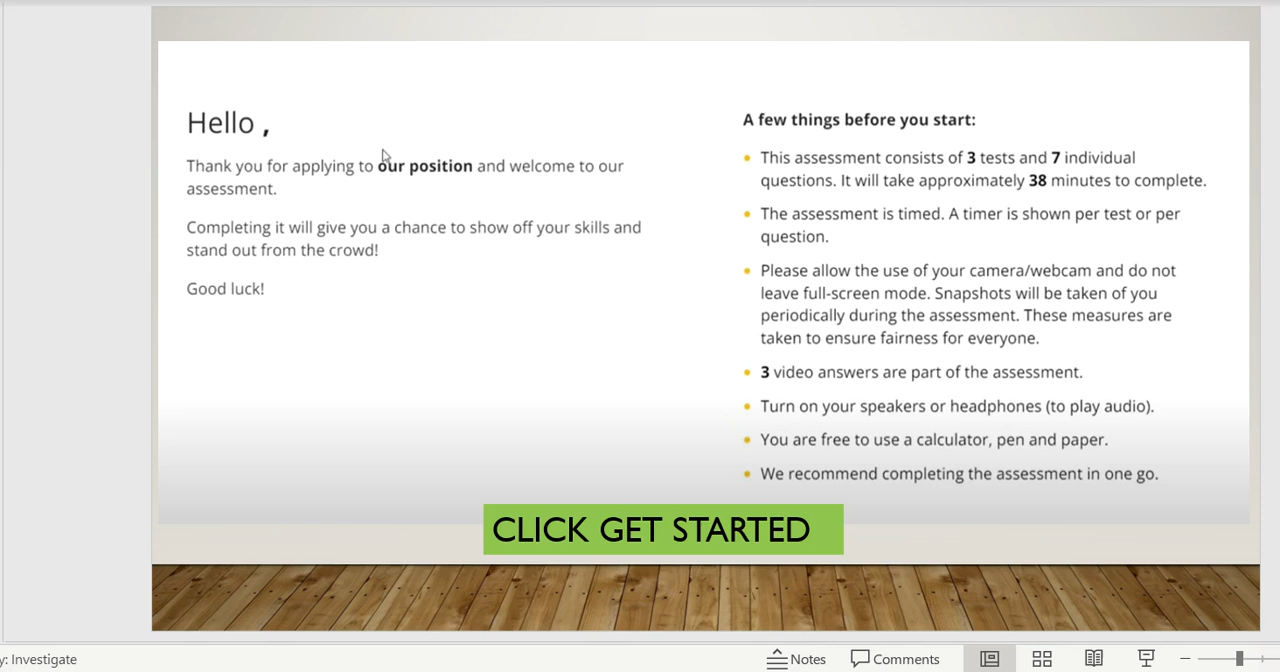 Hello ,
Thank you for applying to our position and welcome to our
assessment.
Completing it will give you a chance to show off your skills and
stand out from the crowd!
Good luck!
A few things before you start:
This assessment consists of 3 tests and 7 individual
questions. It will take approximately 38 minutes to complete.
The assessment is timed. A timer is shown per test or per
question.
Please allow the use of your camera/webcam and do not
leave full-screen mode. Snapshots will be taken of you
periodically during the assessment. These measures are
taken to ensure fairness for everyone.
3 video answers are part of the assessment.
Turn on your speakers or headphones (to play audio).
You are free to use a calculator, pen and paper.
We recommend completing the assessment in one go.
CLICK GET STARTED
y: Investigate
Notes
Comments